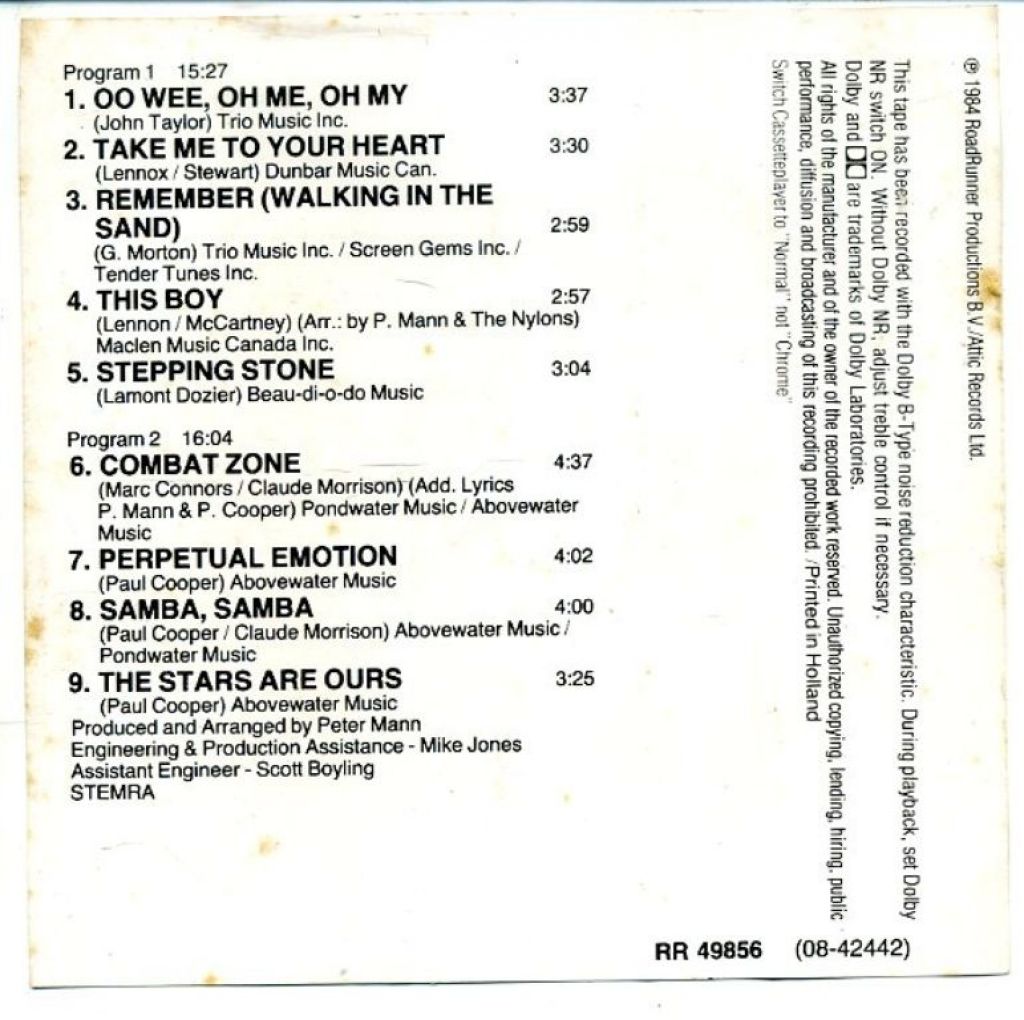 Program 1 15:27
1. OO WEE, OH ME, OH MY 3:37
(John Taylor) Trio Music Inc.
2. TAKE ME TO YOUR HEART 3:30
(Lennox / Stewart) Dunbar Music Can.
3. REMEMBER (WALKING IN THE
SAND) 2:59
(G. Morton) Trio Music Inc. / Screen Gems Inc. /
Tender Tunes Inc.
4. THIS BOY 2:57
(Lennon / McCartney) (Arr.: by P. Mann & The Nylons)
Maclen Music Canada Inc.
5. STEPPING STONE 3:04
(Lamont Dozier) Beau-di-o-do Music
Program 2 16:04
6. COMBAT ZONE 4:37
(Marc Connors / Claude Morrison) (Add. Lyrics
P. Mann & P. Cooper) Pondwater Music / Abovewater
Music
7. PERPETUAL EMOTION 4:02
(Paul Cooper) Abovewater Music
8. SAMBA, SAMBA 4:00
(Paul Cooper / Claude Morrison) Abovewater Music /
Pondwater Music
9. THE STARS ARE OURS 3:25
(Paul Cooper) Abovewater Music
Produced and Arranged by Peter Mann
Engineering & Production Assistance - Mike Jones
Assistant Engineer - Scott Boyling
STEMRA
℗ 1984 RoadRunner Productions B.V./Attic Records Ltd.
This tape has been recorded with the Dolby B-Type noise reduction characteristic. During playback, set Dolby
NR switch ON. Without Dolby NR, adjust treble control if necessary.
Dolby and are trademarks of Dolby Laboratories.
All rights of the manufacturer and of the owner of the recorded work reserved. Unauthorized copying, lending, hiring, public
performance, diffusion and broadcasting of this recording prohibited. /Printed in Holland
Switch Cassetteplayer to "Normal" not "Chrome"
RR 49856 (08-42442)